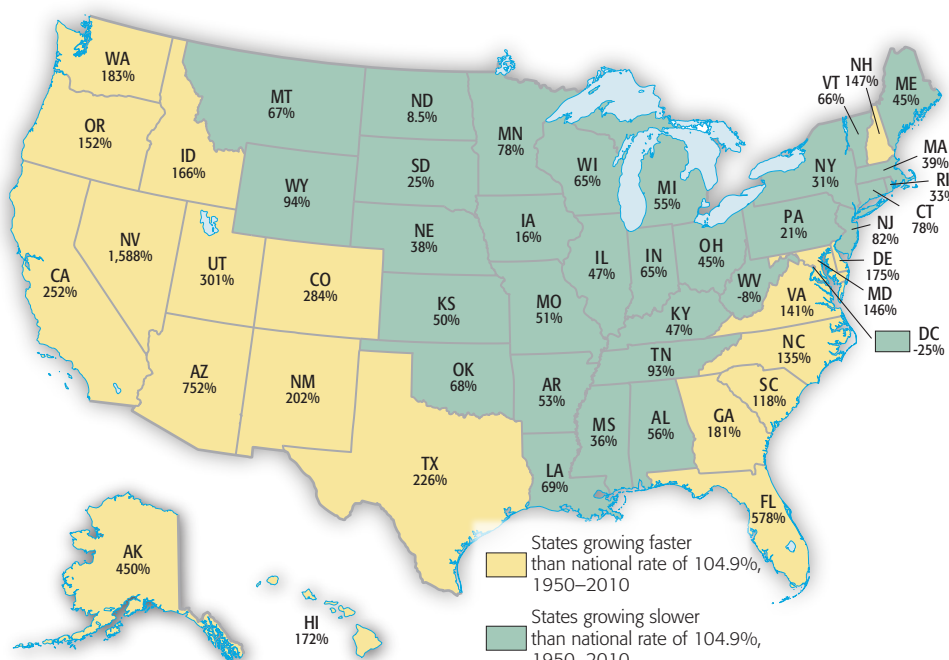 WA
183%
OR
152%
ID
166%
MT
67%
WY
94%
ND
8.5%
SD
25%
NE
38%
KS
50%
OK
68%
MN
78%
IA
16%
MO
51%
AR
53%
LA
69%
WI
65%
IL
47%
MI
55%
IN
65%
OH
45%
KY
47%
TN
93%
MS
36%
AL
56%
WV
-8%
PA
21%
NY
31%
VT
66%
NH
147%
ME
45%
MA
39%
RI
33%
CT
78%
NJ
82%
DE
175%
MD
146%
DC
-25%
VA
141%
NC
135%
SC
118%
GA
181%
FL
578%
CA
252%
NV
1,588%
UT
301%
CO
284%
AZ
752%
NM
202%
TX
226%
AK
450%
HI
172%
States growing faster
than national rate of 104.9%,
1950–2010
States growing slower
than national rate of 104.9%,
1950–2010